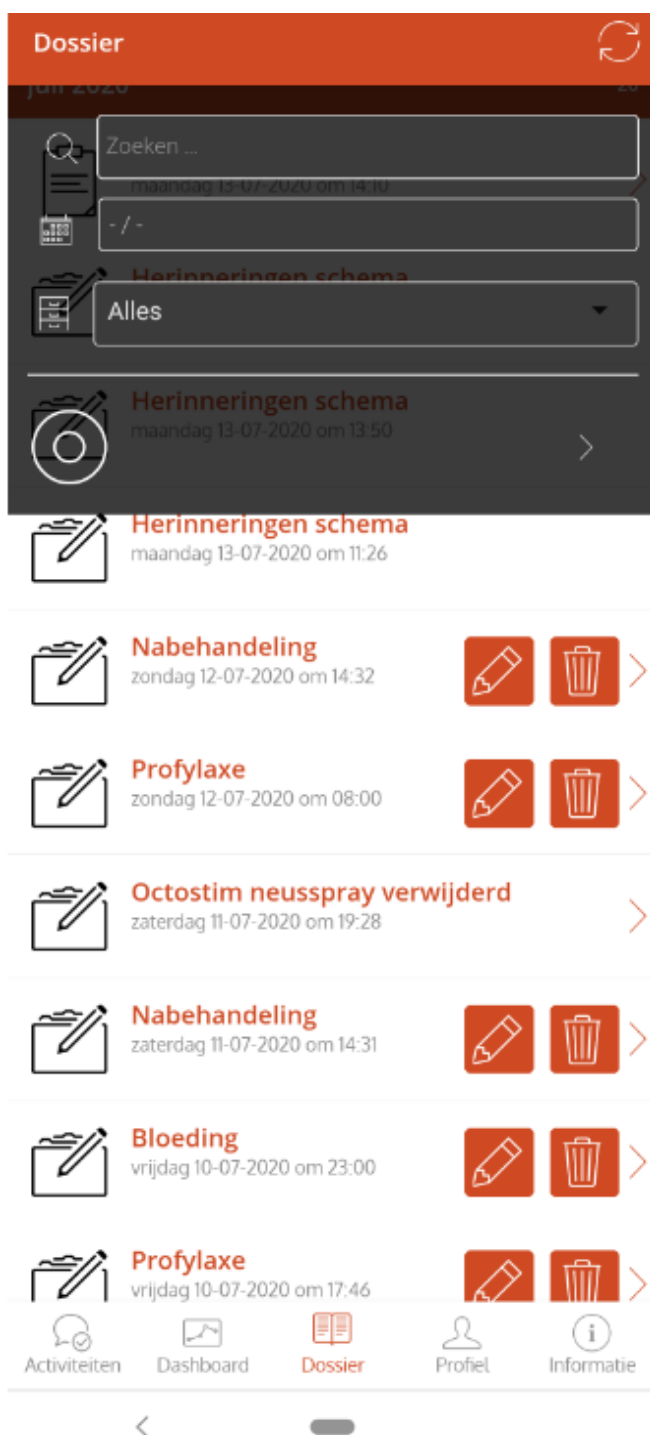 Dossier
juli 2020
20
Zoeken ...
maandag 13-07-2020 om 14:10
- / -
Herinneringen schema
Alles
Herinneringen schema
maandag 13-07-2020 om 13:50
Herinneringen schema
maandag 13-07-2020 om 11:26
Nabehandeling
zondag 12-07-2020 om 14:32
Profylaxe
zondag 12-07-2020 om 08:00
Octostim neusspray verwijderd
zaterdag 11-07-2020 om 19:28
Nabehandeling
zaterdag 11-07-2020 om 14:31
Bloeding
vrijdag 10-07-2020 om 23:00
Profylaxe
vrijdag 10-07-2020 om 17:46
Activiteiten
Dashboard
Dossier
Profiel
Informatie